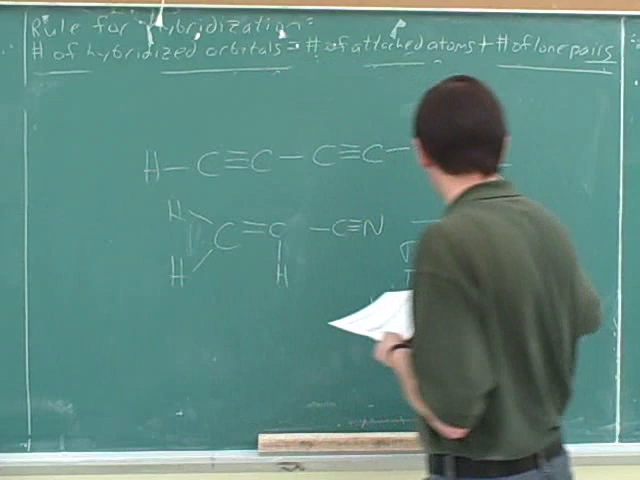 Rule for Hybridization:
# of hybridized orbitals = # of attached atoms + # of lone pairs
H—C≡C—C≡C—
H
C=C—C≡N
H H